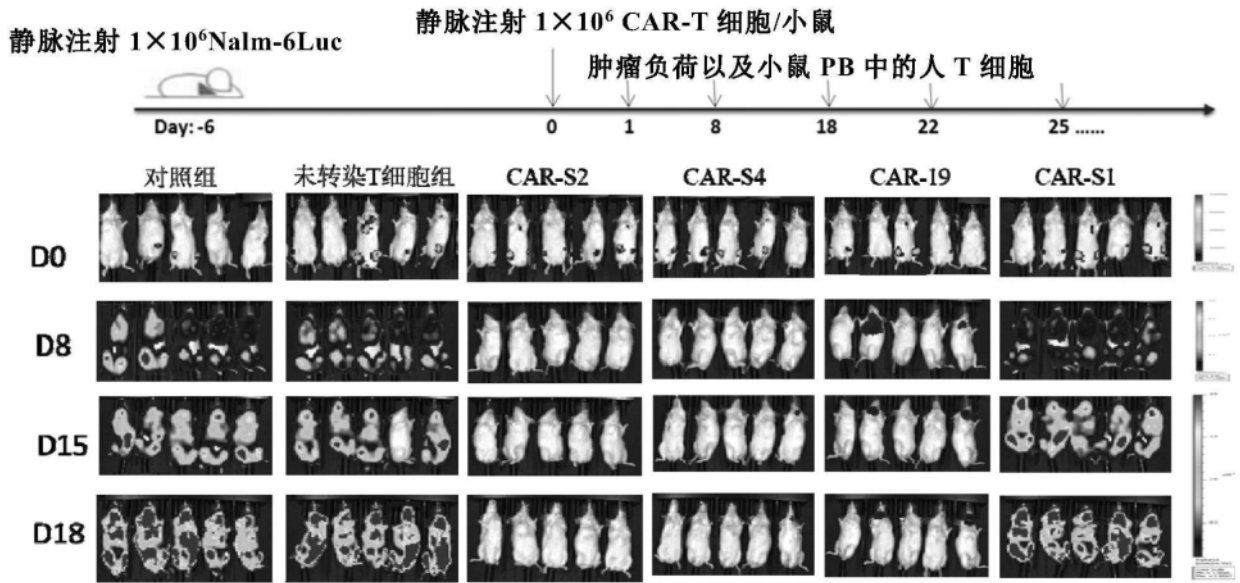 静脉注射 1×10⁶ CAR-T 细胞/小鼠
静脉注射 1×10⁶Nalm-6Luc
肿瘤负荷以及小鼠 PB 中的人 T 细胞
Day: -6 0 1 8 18 22 25 ......
对照组 未转染T细胞组 CAR-S2 CAR-S4 CAR-19 CAR-S1
D0
D8
D15
D18